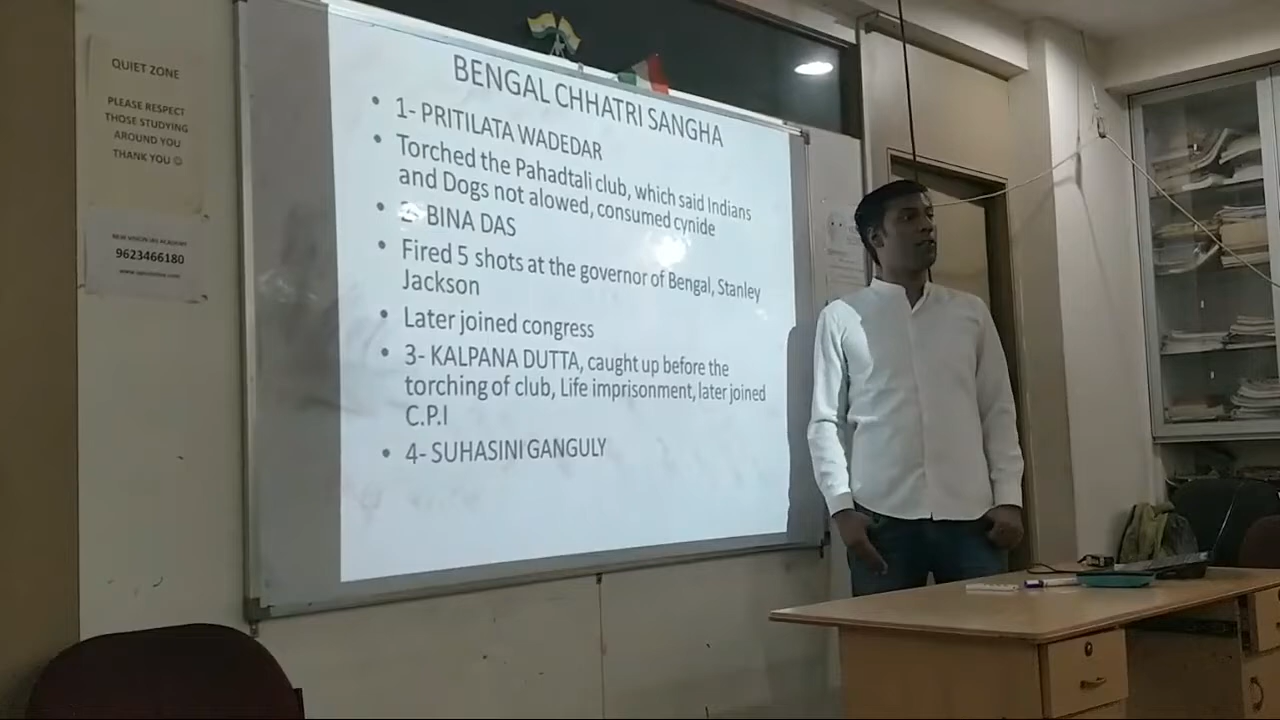 QUIET ZONE
PLEASE RESPECT
THOSE STUDYING
AROUND YOU
THANK YOU ☺
9623466180
BENGAL CHHATRI SANGHA
• 1- PRITILATA WADEDAR
• Torched the Pahadtali club, which said Indians
and Dogs not alowed, consumed cynide
• 2- BINA DAS
• Fired 5 shots at the governor of Bengal, Stanley
Jackson
• Later joined congress
• 3- KALPANA DUTTA, caught up before the
torching of club, Life imprisonment, later joined
C.P.I
• 4- SUHASINI GANGULY